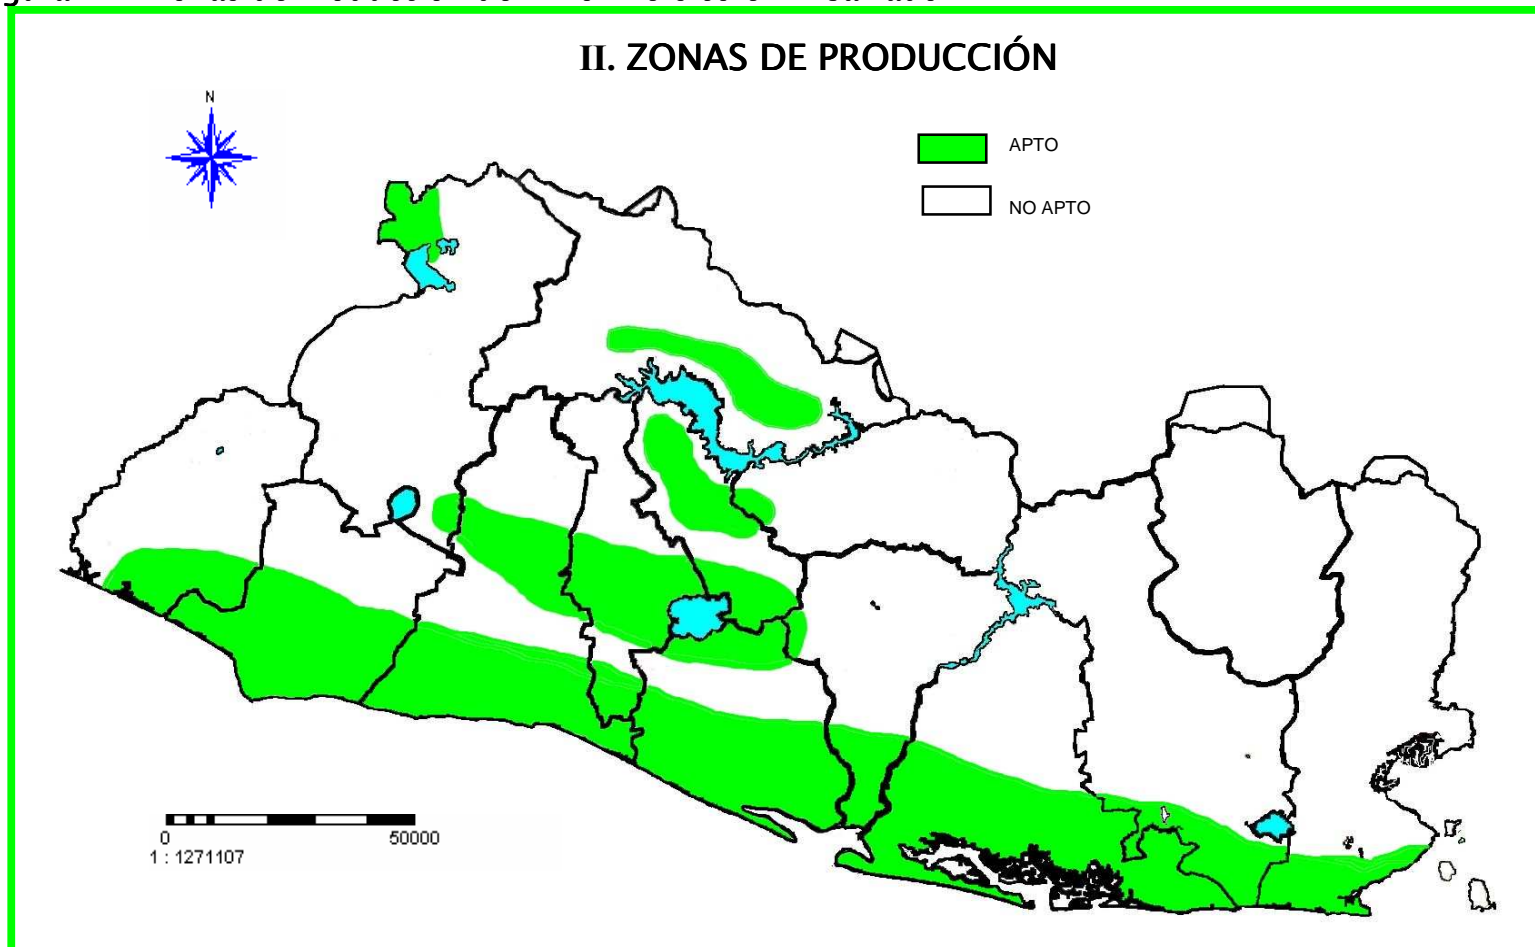 II. ZONAS DE PRODUCCIÓN
N
APTO
NO APTO
0 50000
1 : 1271107